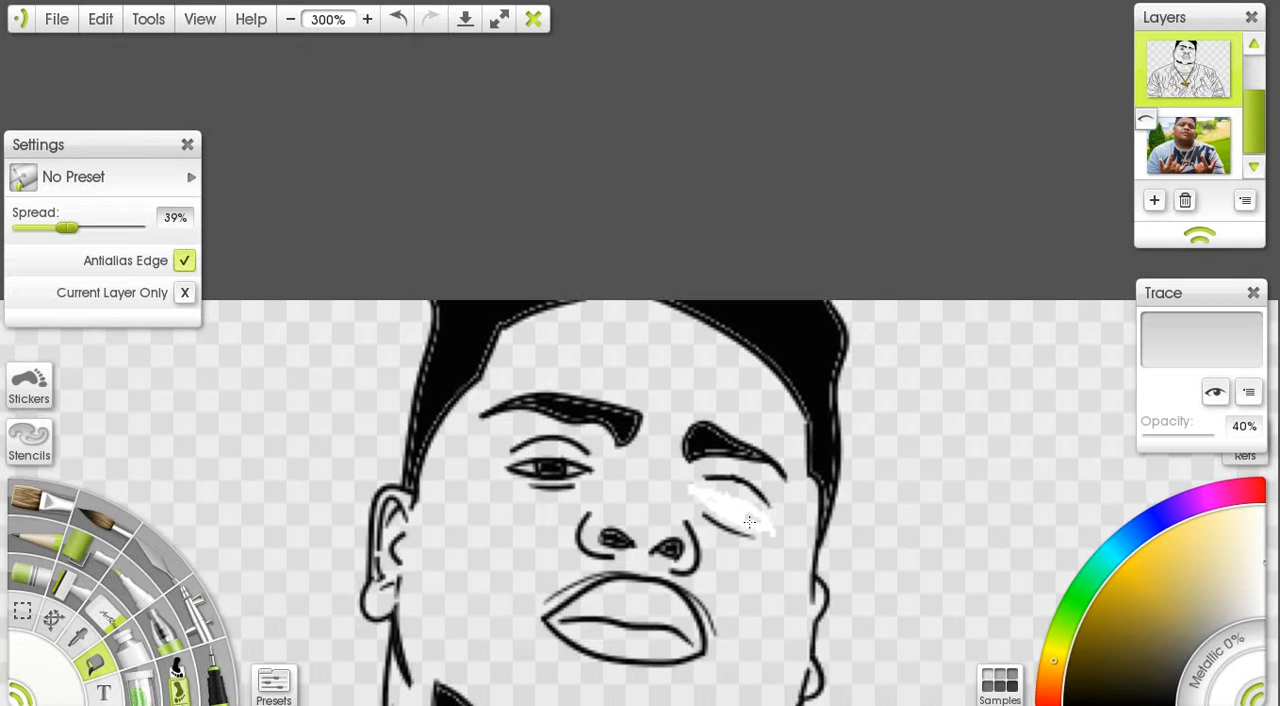 File Edit Tools View Help − 300% +
Layers
Settings
No Preset
Spread:
39%
Antialias Edge
Current Layer Only X
Trace
Opacity: 40%
Refs
Stickers
Stencils
T
Presets
Samples
Metallic 0%